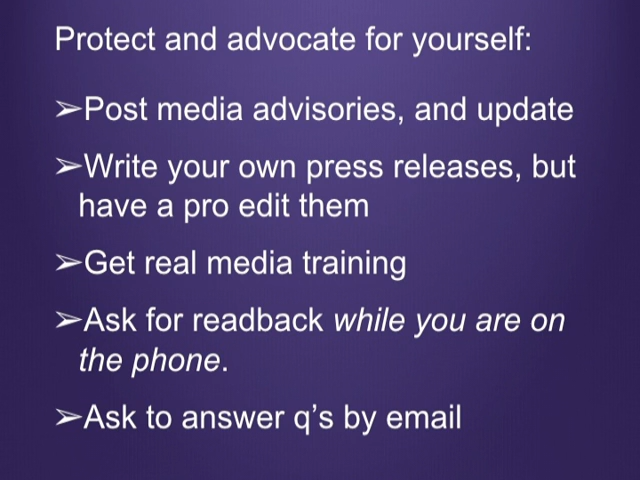 Protect and advocate for yourself:
➢Post media advisories, and update
➢Write your own press releases, but
have a pro edit them
➢Get real media training
➢Ask for readback while you are on
the phone.
➢Ask to answer q’s by email